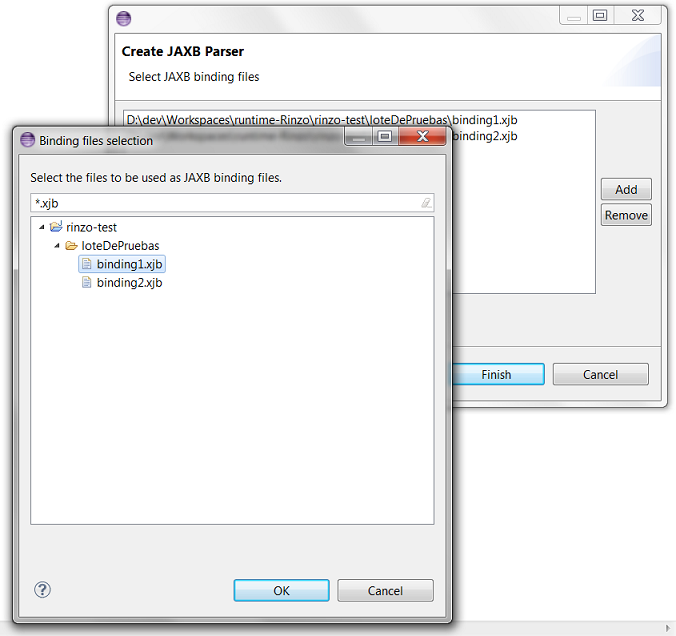 Create JAXB Parser
Select JAXB binding files
D:\dev\Workspaces\runtime-Rinzo\rinzo-test\loteDePruebas\binding1.xjb
binding2.xjb
Add
Remove
Finish
Cancel
Binding files selection
Select the files to be used as JAXB binding files.
*.xjb
rinzo-test
loteDePruebas
binding1.xjb
binding2.xjb
?
OK
Cancel